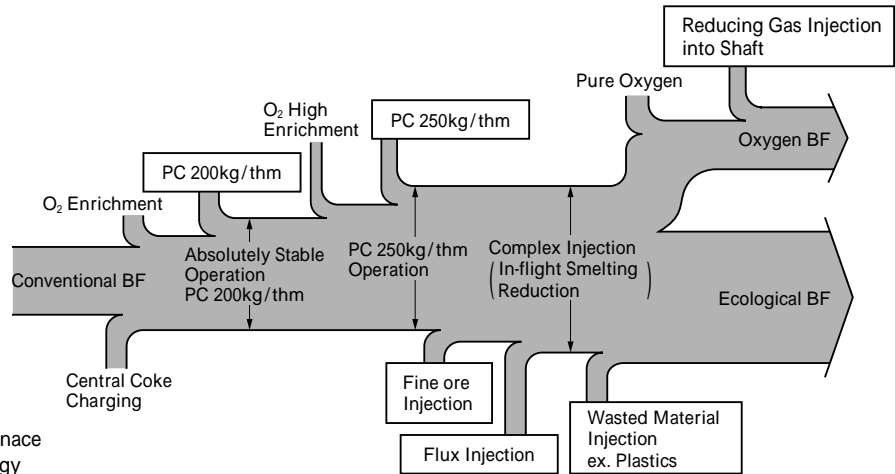 Reducing Gas Injection
into Shaft
Pure Oxygen
O₂ High
Enrichment
PC 250kg/thm
Oxygen BF
PC 200kg/thm
O₂ Enrichment
Absolutely Stable
Operation
PC 200kg/thm
PC 250kg/thm
Operation
Complex Injection
(In-flight Smelting
Reduction)
Conventional BF
Ecological BF
Central Coke
Charging
Fine ore
Injection
Flux Injection
Wasted Material
Injection
ex. Plastics
nace
gy